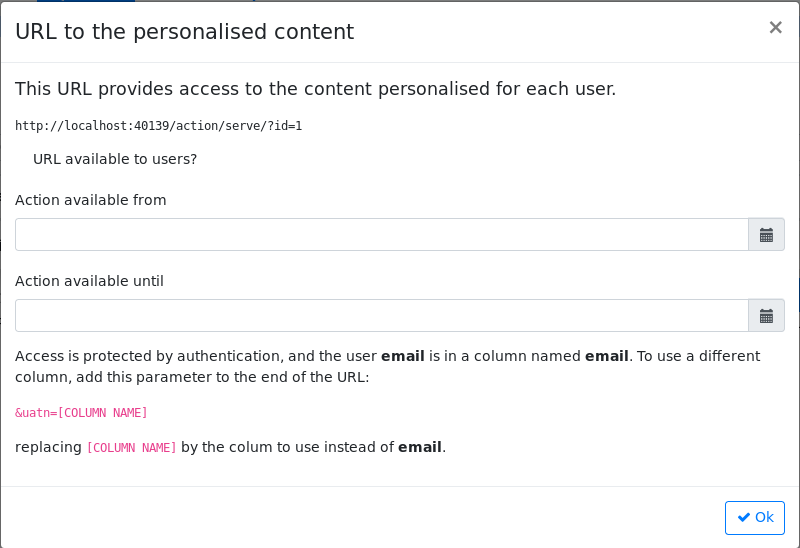 URL to the personalised content
×
This URL provides access to the content personalised for each user.
http://localhost:40139/action/serve/?id=1
URL available to users?
Action available from
Action available until
Access is protected by authentication, and the user email is in a column named email. To use a different
column, add this parameter to the end of the URL:
&uatn=[COLUMN NAME]
replacing [COLUMN NAME] by the colum to use instead of email.
Ok